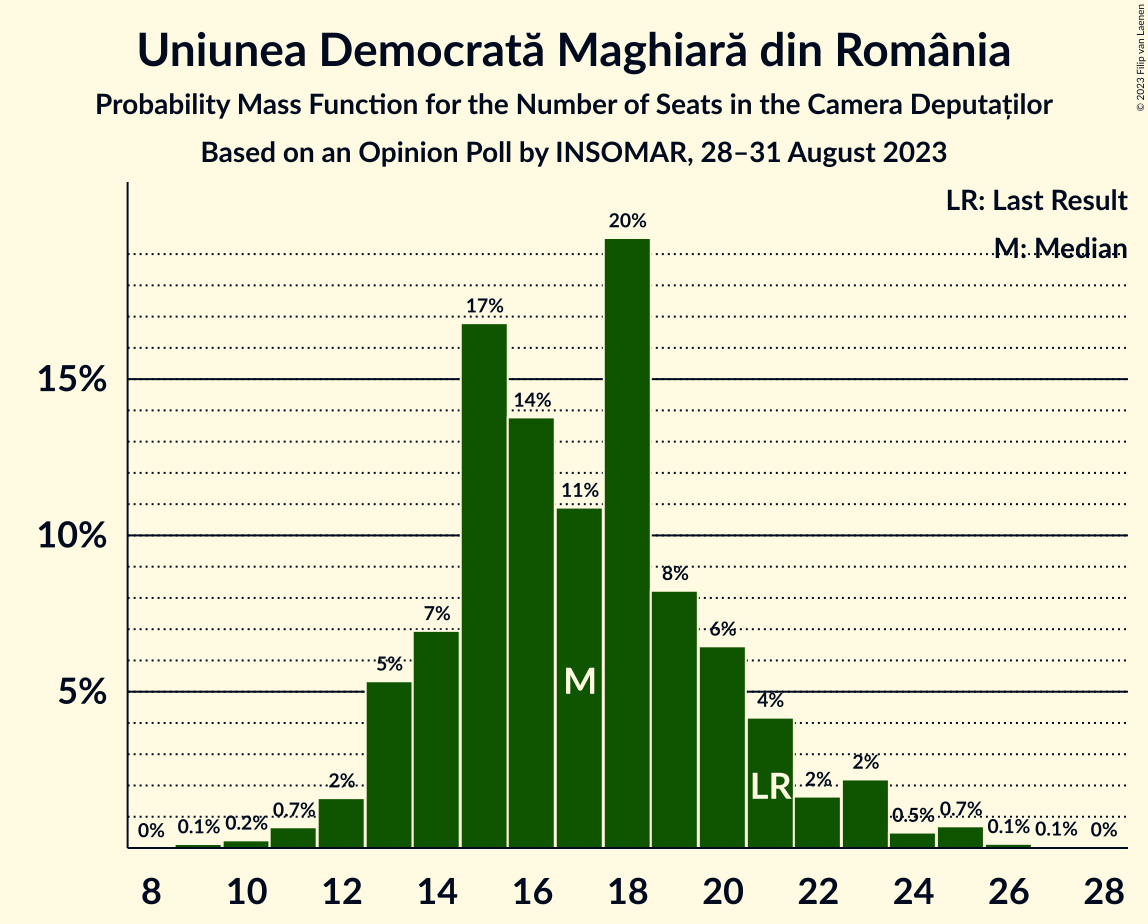 Uniunea Democrată Maghiară din România
Probability Mass Function for the Number of Seats in the Camera Deputaților
Based on an Opinion Poll by INSOMAR, 28–31 August 2023
© 2023 Filip van Laenen
LR: Last Result
M: Median
15%
10%
5%
0%
0.1%
0.2%
0.7%
2%
5%
7%
17%
14%
11%
20%
8%
6%
4%
2%
2%
0.5%
0.7%
0.1%
0.1%
0%
M
LR
8 10 12 14 16 18 20 22 24 26 28